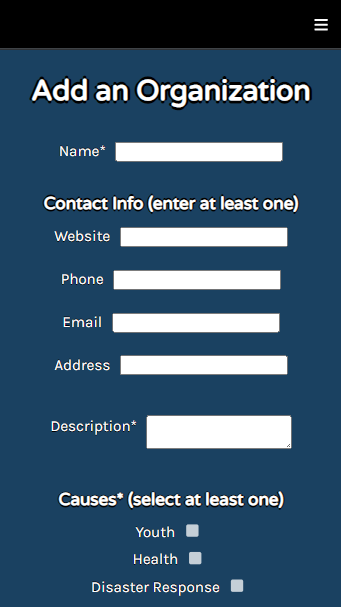 Add an Organization
Name*
Contact Info (enter at least one)
Website
Phone
Email
Address
Description*
Causes* (select at least one)
Youth
Health
Disaster Response